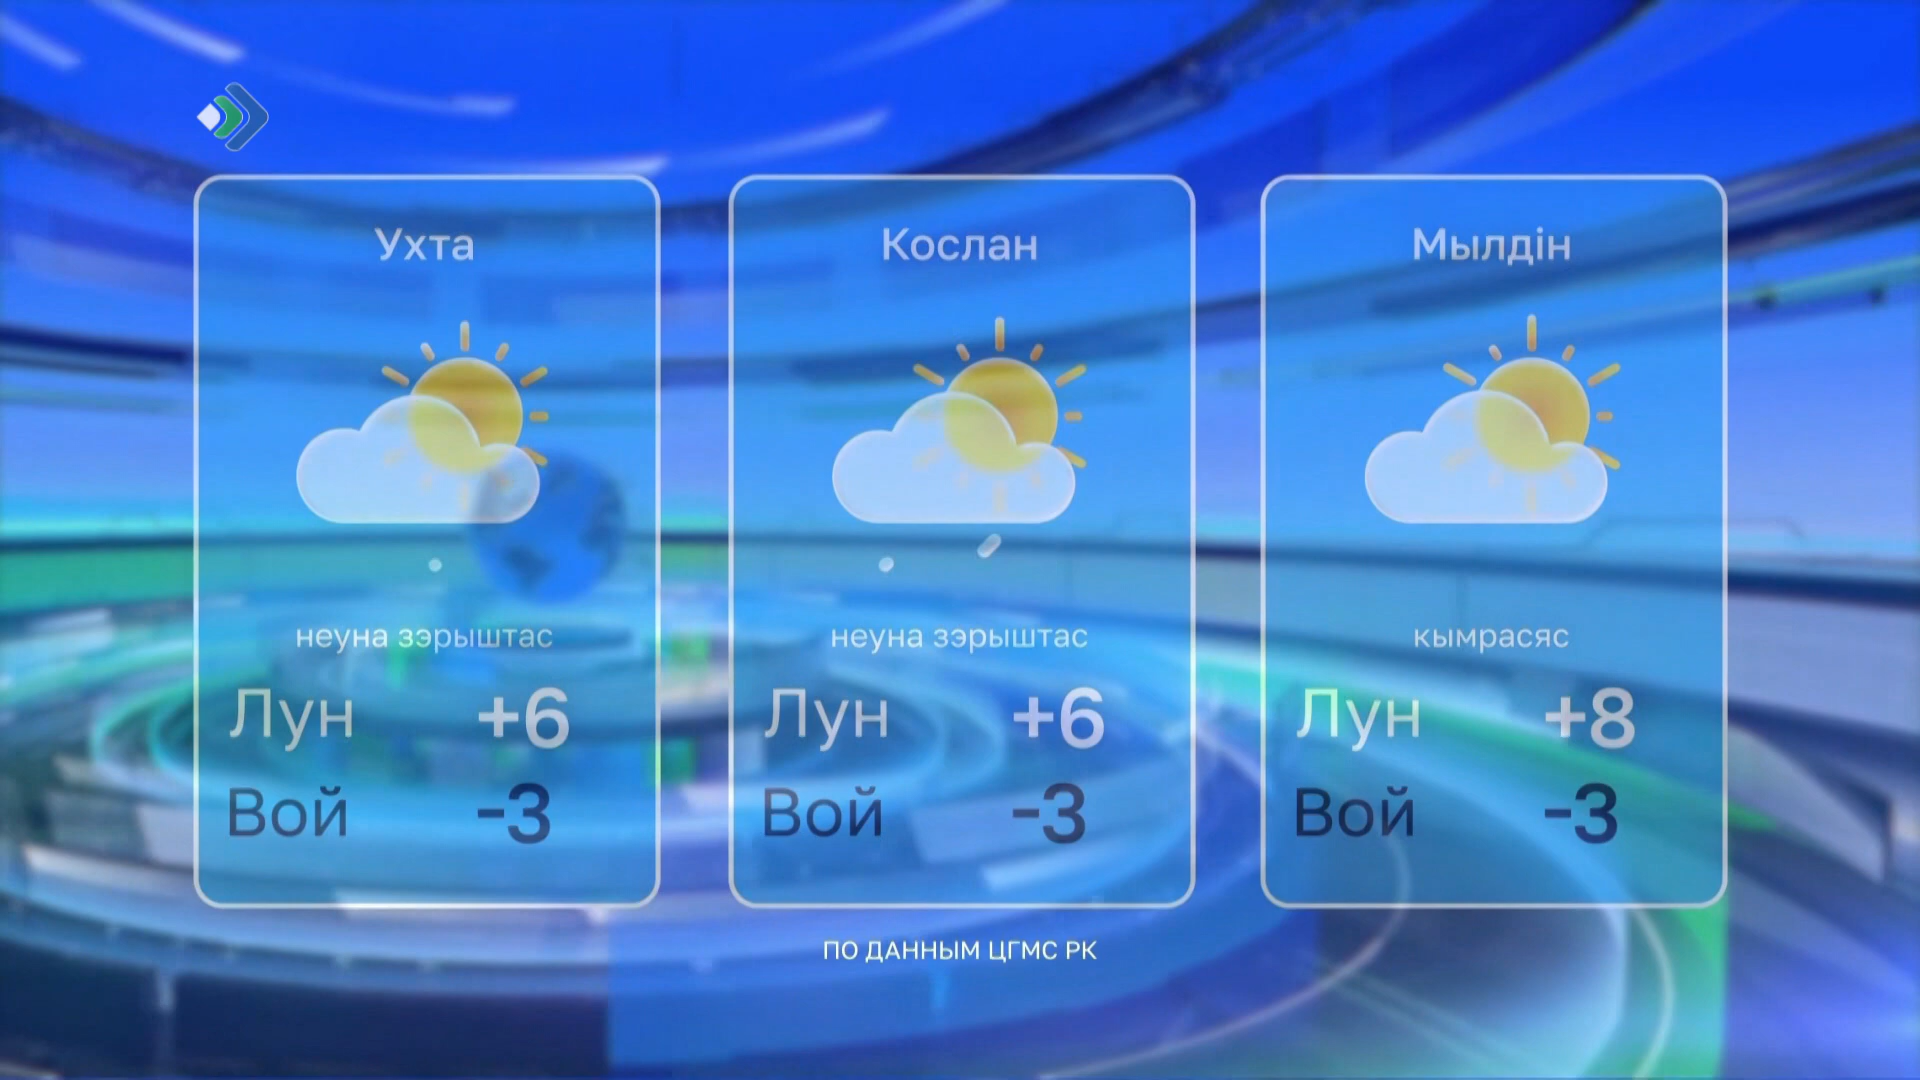 Ухта
неуна зэрыштас
Лун +6
Вой -3
Кослан
неуна зэрыштас
Лун +6
Вой -3
Мылдін
кымрасяс
Лун +8
Вой -3
ПО ДАННЫМ ЦГМС РК